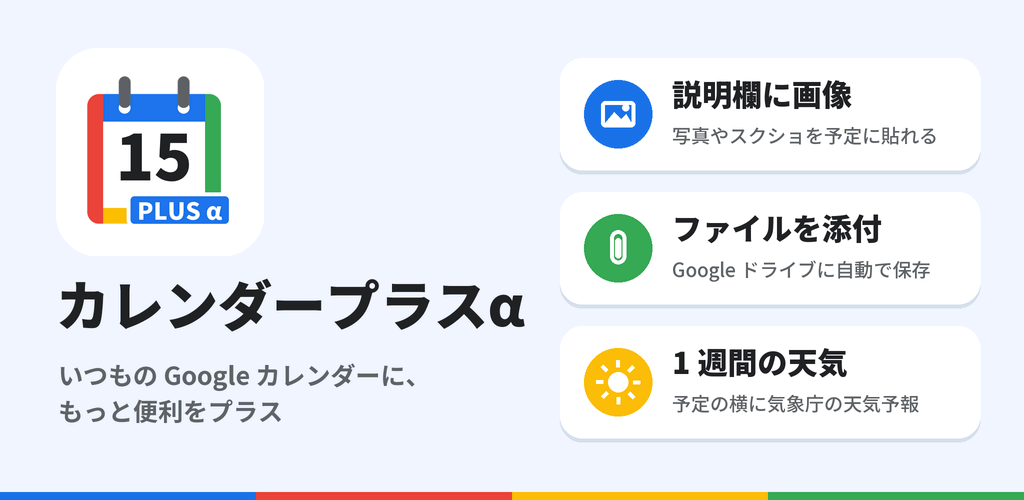 15
PLUS α
カレンダープラスα
いつもの Google カレンダーに、
もっと便利をプラス
説明欄に画像
写真やスクショを予定に貼れる
ファイルを添付
Google ドライブに自動で保存
1 週間の天気
予定の横に気象庁の天気予報